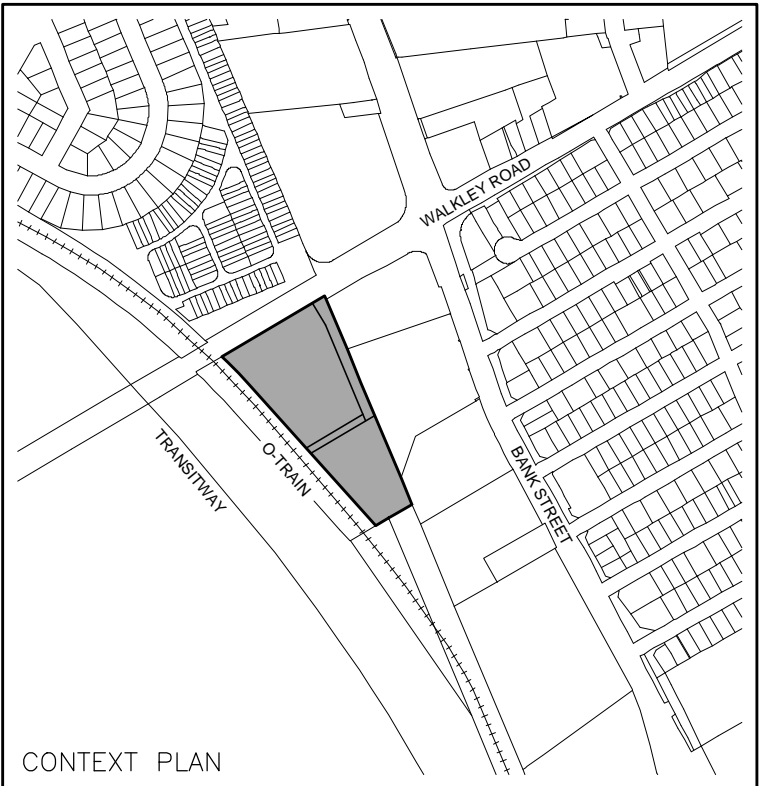 WALKLEY ROAD
TRANSITWAY
O-TRAIN
BANK STREET
CONTEXT PLAN